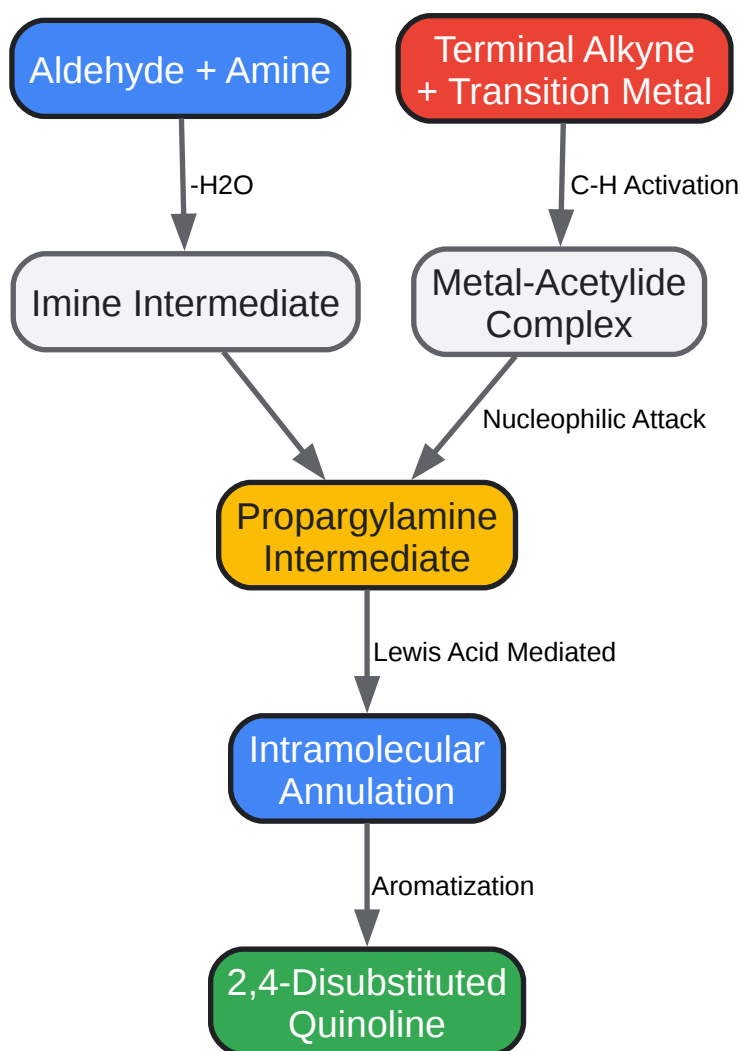 Aldehyde + Amine
Terminal Alkyne
+ Transition Metal
-H2O
C-H Activation
Imine Intermediate
Metal-Acetylide
Complex
Nucleophilic Attack
Propargylamine
Intermediate
Lewis Acid Mediated
Intramolecular
Annulation
Aromatization
2,4-Disubstituted
Quinoline